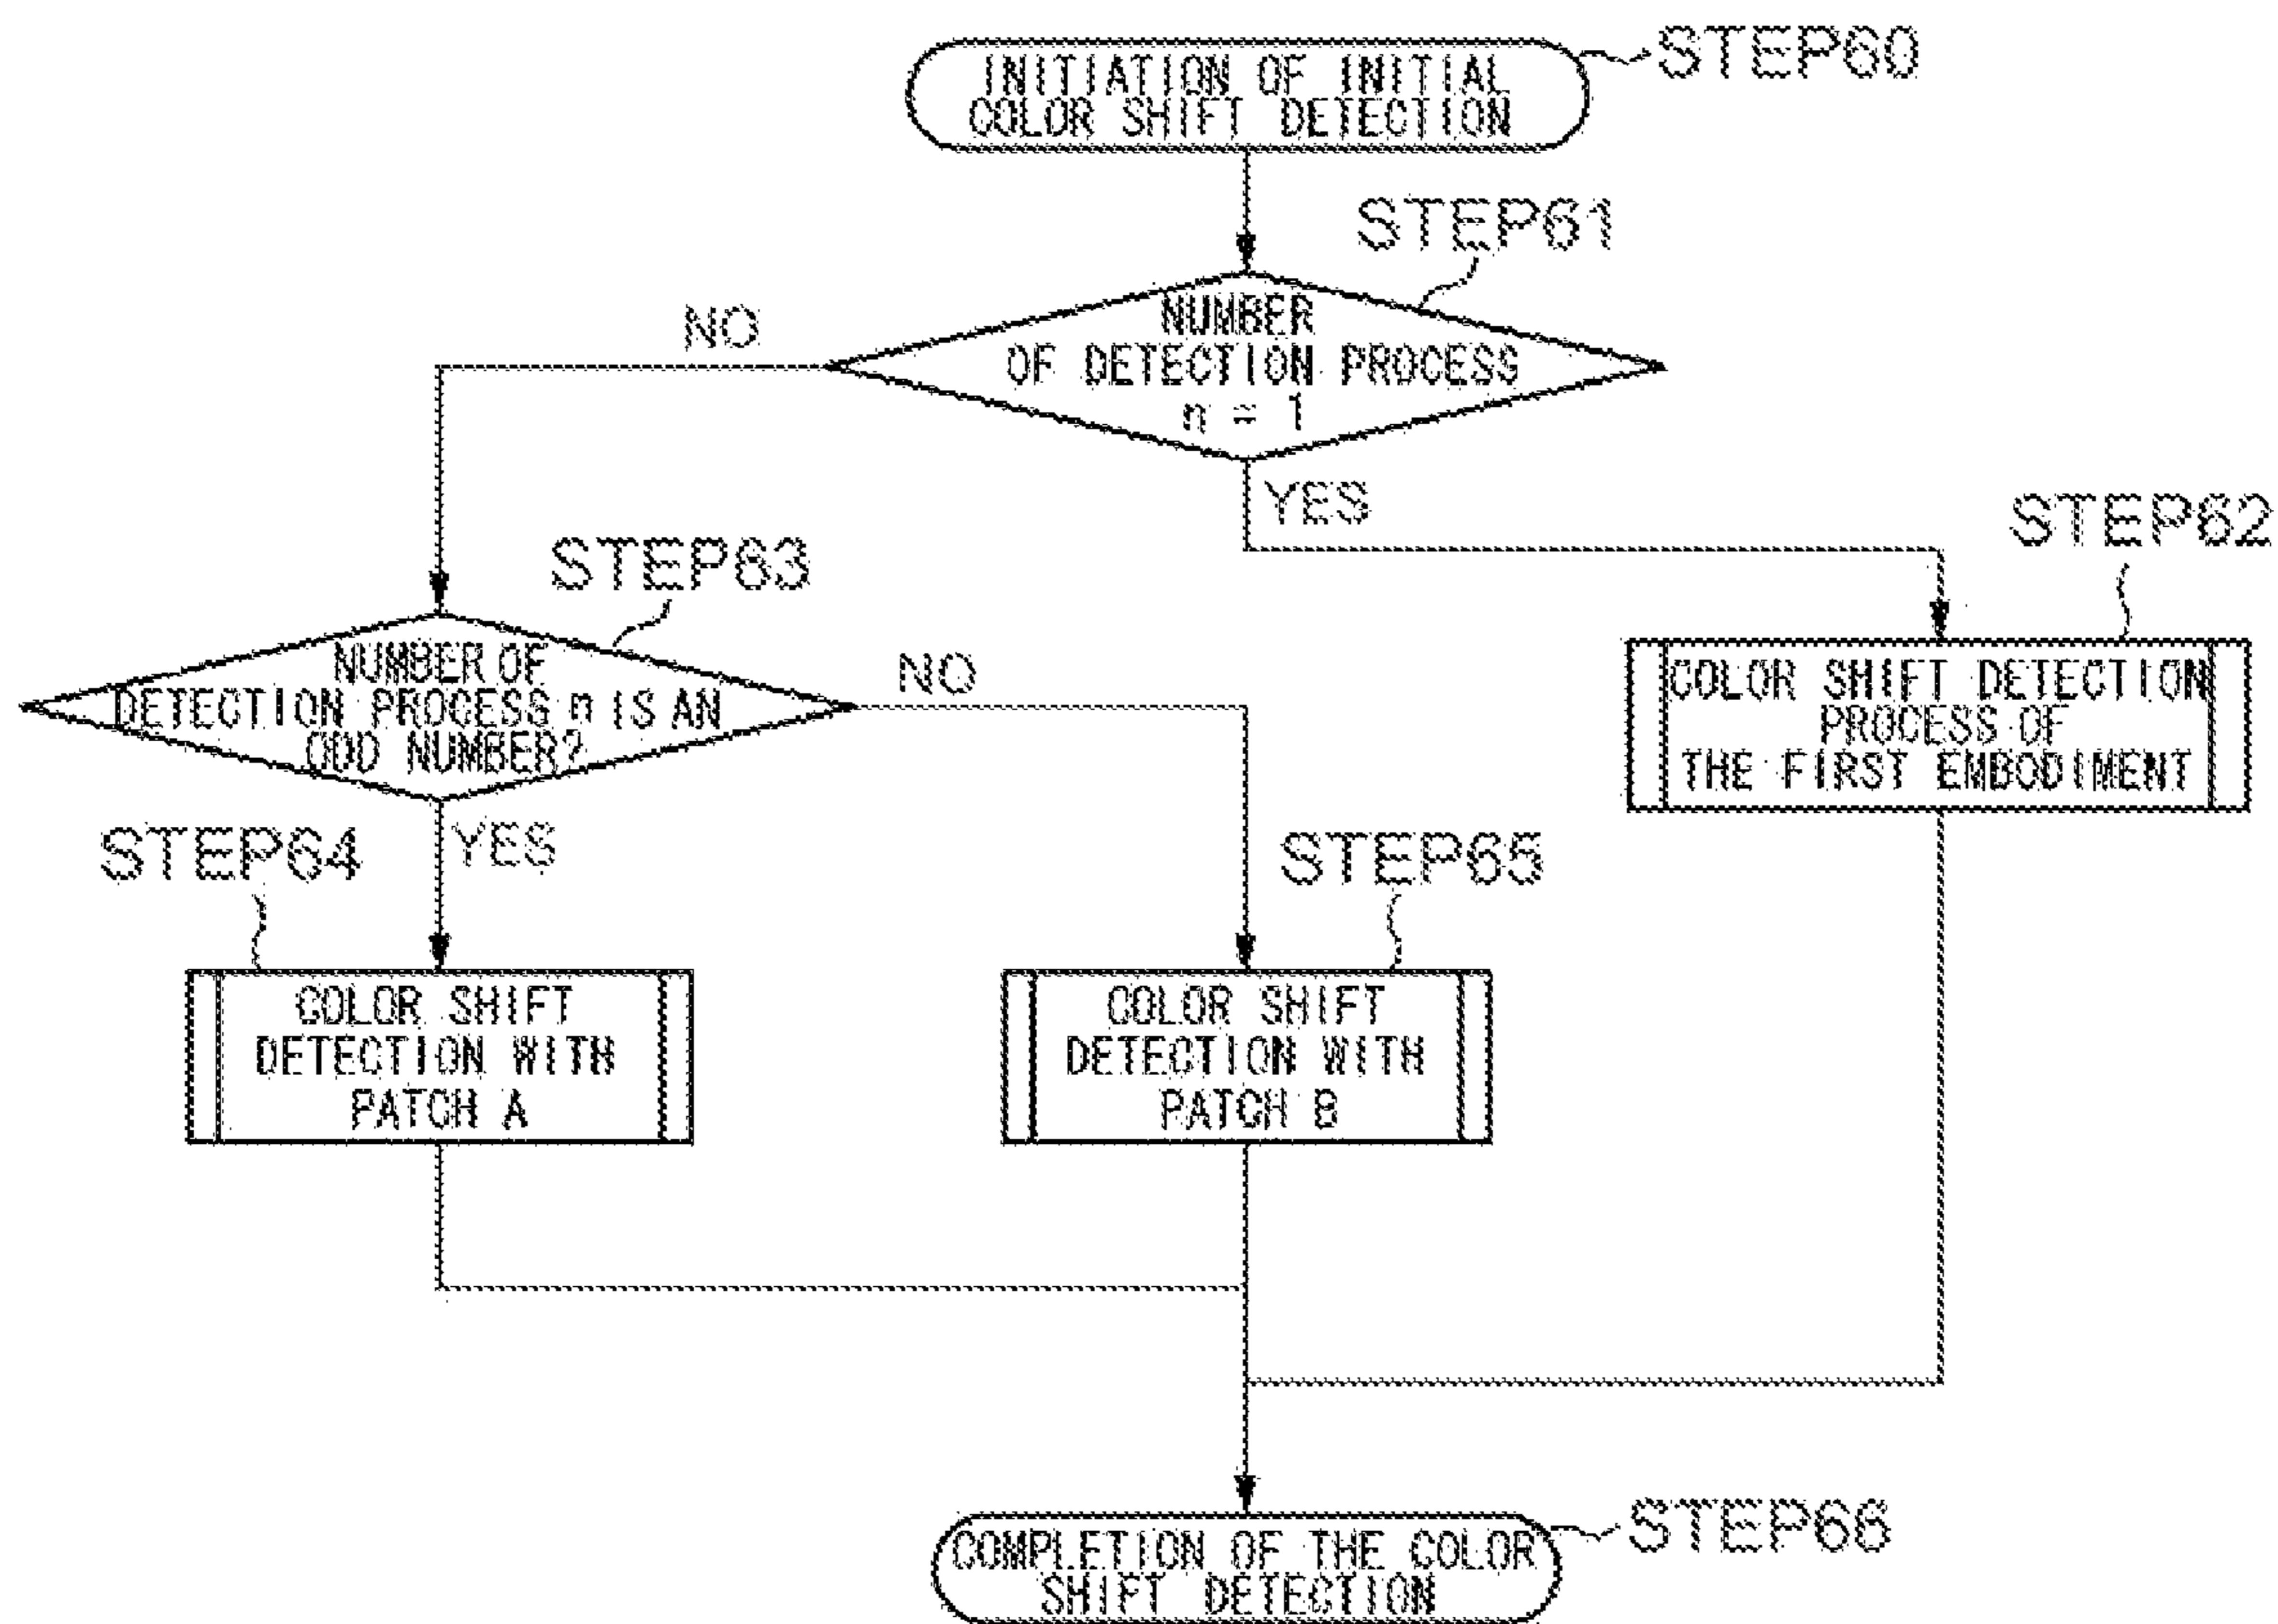 STEP60
INITIATION OF INITIAL
COLOR SHIFT DETECTION
STEP61
NUMBER
OF DETECTION PROCESS
n = 1
NO
YES
STEP62
COLOR SHIFT DETECTION
PROCESS OF
THE FIRST EMBODIMENT
STEP63
NUMBER OF
DETECTION PROCESS n IS AN
ODD NUMBER?
NO
YES
STEP64
COLOR SHIFT
DETECTION WITH
PATCH A
STEP65
COLOR SHIFT
DETECTION WITH
PATCH B
STEP66
COMPLETION OF THE COLOR
SHIFT DETECTION